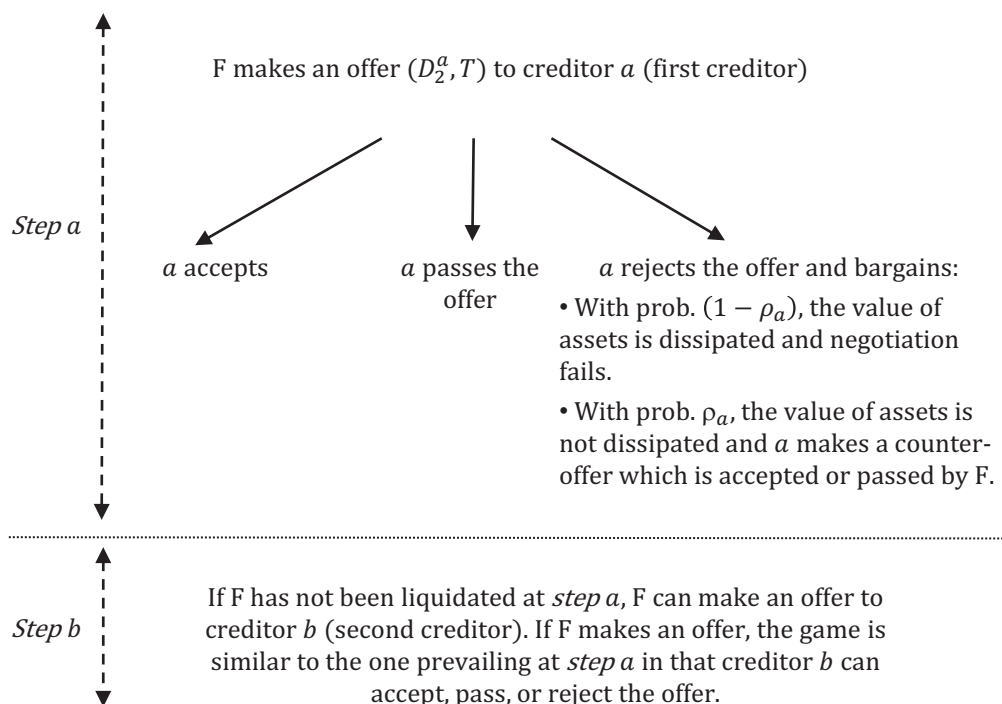 F makes an offer (D₂ᵃ, T) to creditor a (first creditor)
Step a
a accepts
a passes the
offer
a rejects the offer and bargains:
• With prob. (1 − ρₐ), the value of
assets is dissipated and negotiation
fails.
• With prob. ρₐ, the value of assets is
not dissipated and a makes a counter-
offer which is accepted or passed by F.
Step b
If F has not been liquidated at step a, F can make an offer to
creditor b (second creditor). If F makes an offer, the game is
similar to the one prevailing at step a in that creditor b can
accept, pass, or reject the offer.